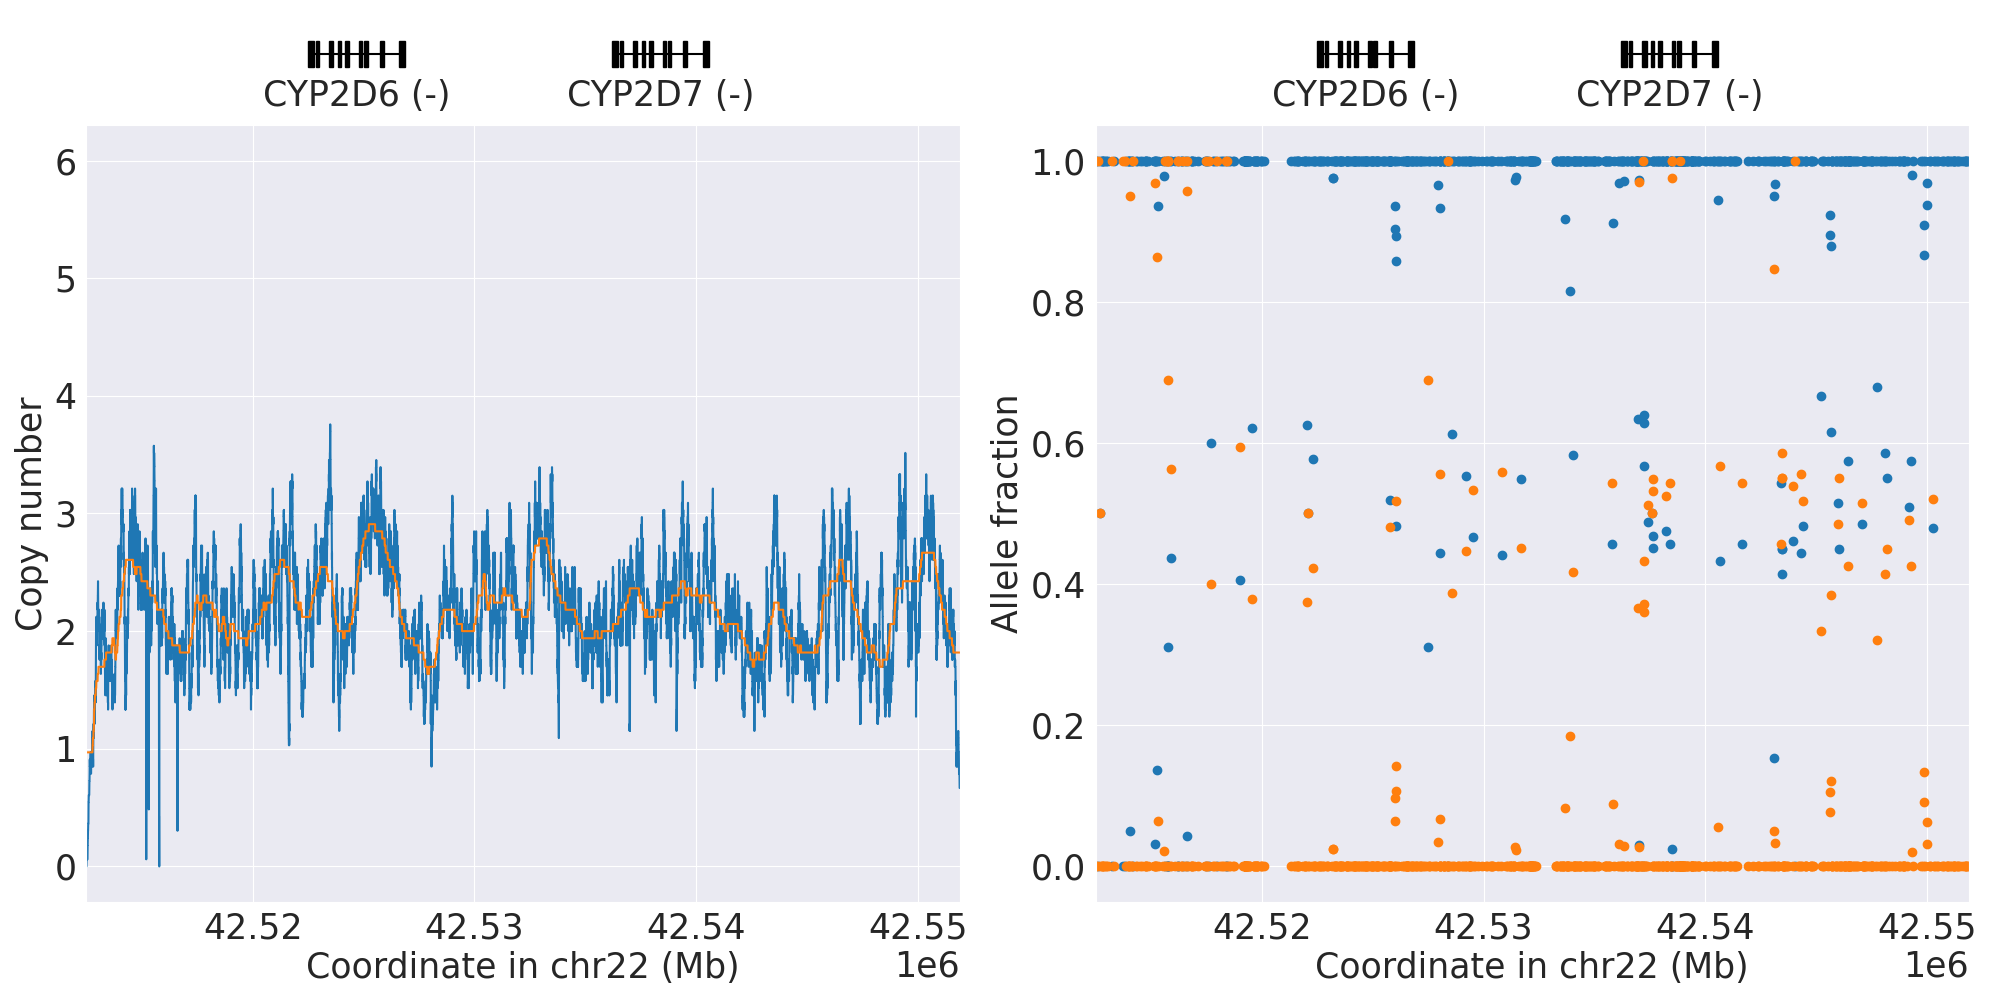 CYP2D6 (-)
CYP2D7 (-)
6
5
4
3
2
1
0
Copy number
42.52
42.53
42.54
42.55
1e6
Coordinate in chr22 (Mb)
CYP2D6 (-)
CYP2D7 (-)
1.0
0.8
0.6
0.4
0.2
0.0
Allele fraction
42.52
42.53
42.54
42.55
1e6
Coordinate in chr22 (Mb)